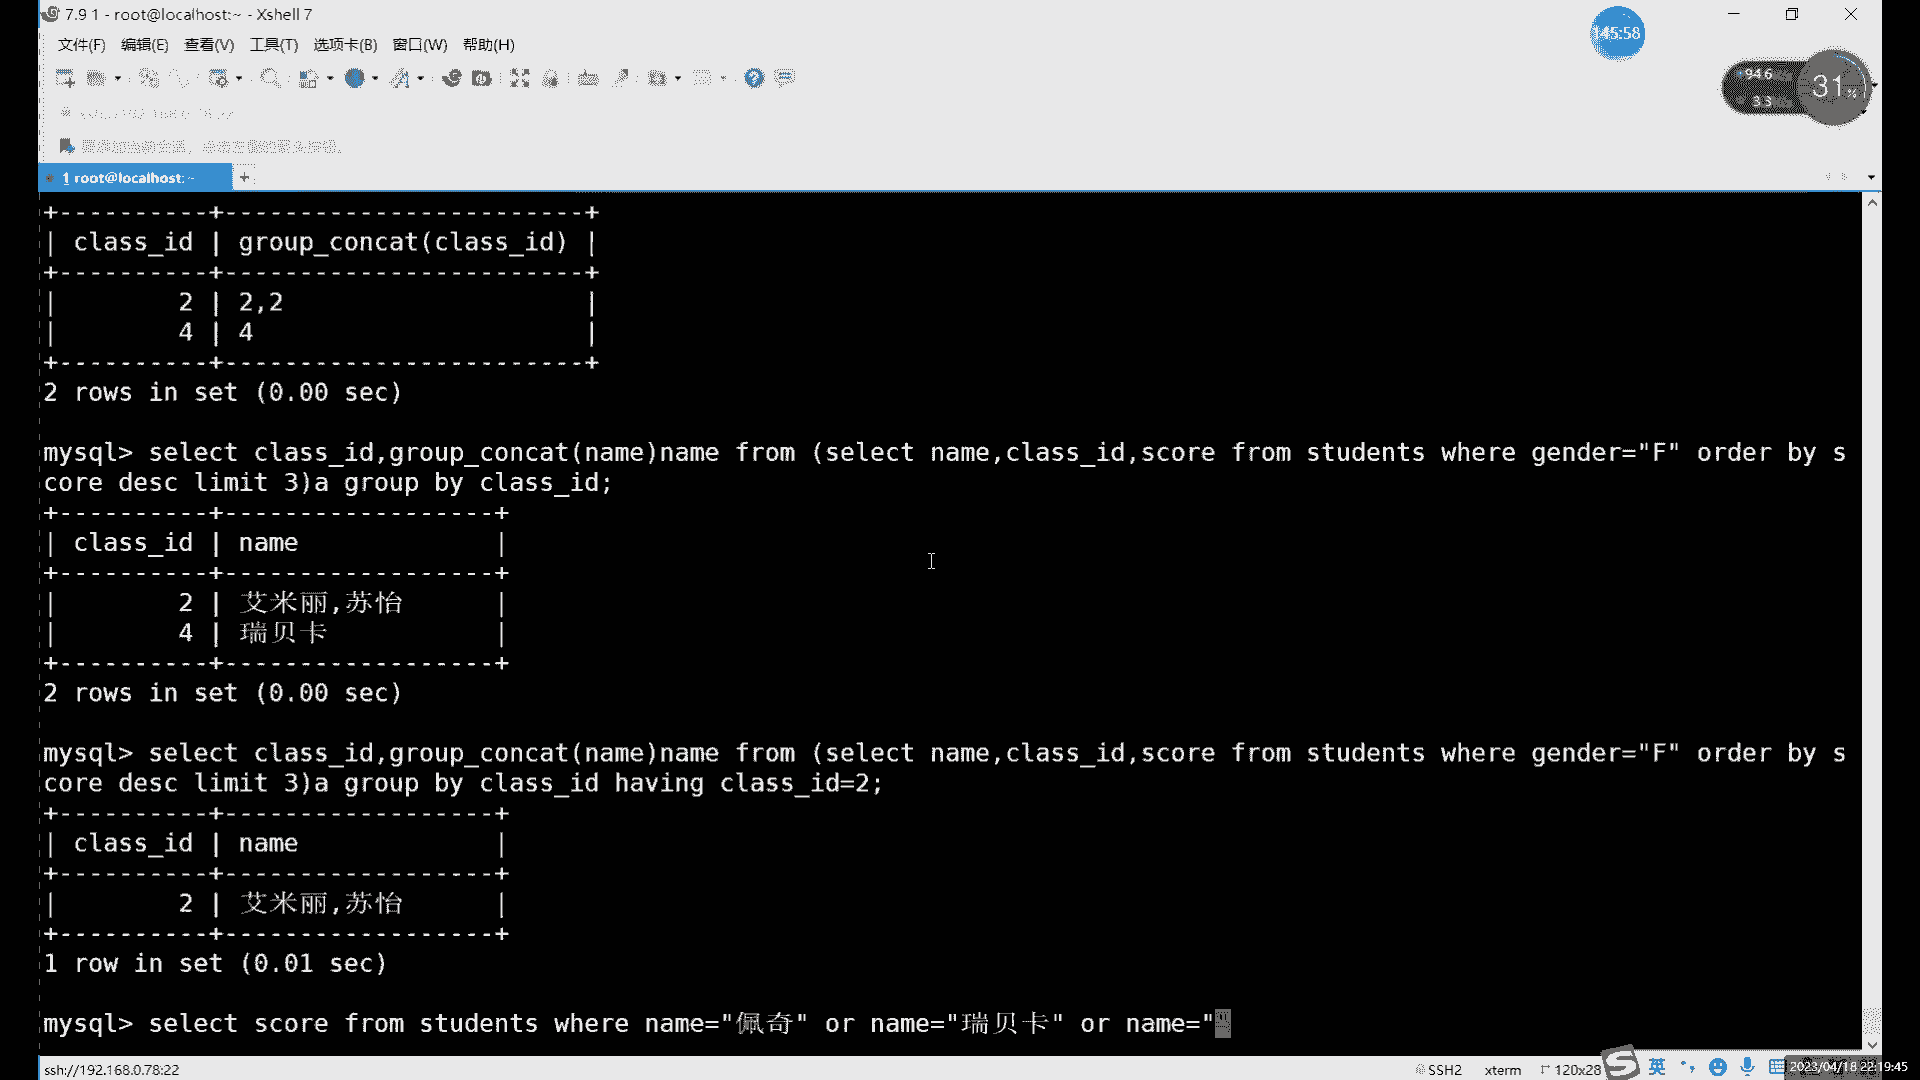 7.9 1 - root@localhost:~ - Xshell 7
文件(F) 编辑(E) 查看(V) 工具(T) 选项卡(B) 窗口(W) 帮助(H)
45:58
94 6
3 3
31%
1 root@localhost:~ +
+----------+------------------------+
| class_id | group_concat(class_id) |
+----------+------------------------+
|        2 | 2,2                    |
|        4 | 4                      |
+----------+------------------------+
2 rows in set (0.00 sec)
mysql> select class_id,group_concat(name)name from (select name,class_id,score from students where gender="F" order by s
core desc limit 3)a group by class_id;
+----------+------------------+
| class_id | name             |
+----------+------------------+
|        2 | 艾米丽,苏怡      |
|        4 | 瑞贝卡           |
+----------+------------------+
2 rows in set (0.00 sec)
mysql> select class_id,group_concat(name)name from (select name,class_id,score from students where gender="F" order by s
core desc limit 3)a group by class_id having class_id=2;
+----------+------------------+
| class_id | name             |
+----------+------------------+
|        2 | 艾米丽,苏怡      |
+----------+------------------+
1 row in set (0.01 sec)
mysql> select score from students where name="佩奇" or name="瑞贝卡" or name=""
ssh://192.168.0.78:22 SSH2 xterm 120x28 英 2023/04/18 22:19:45